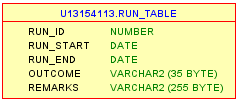 U13154113.RUN_TABLE
RUN_ID NUMBER
RUN_START DATE
RUN_END DATE
OUTCOME VARCHAR2 (35 BYTE)
REMARKS VARCHAR2 (255 BYTE)